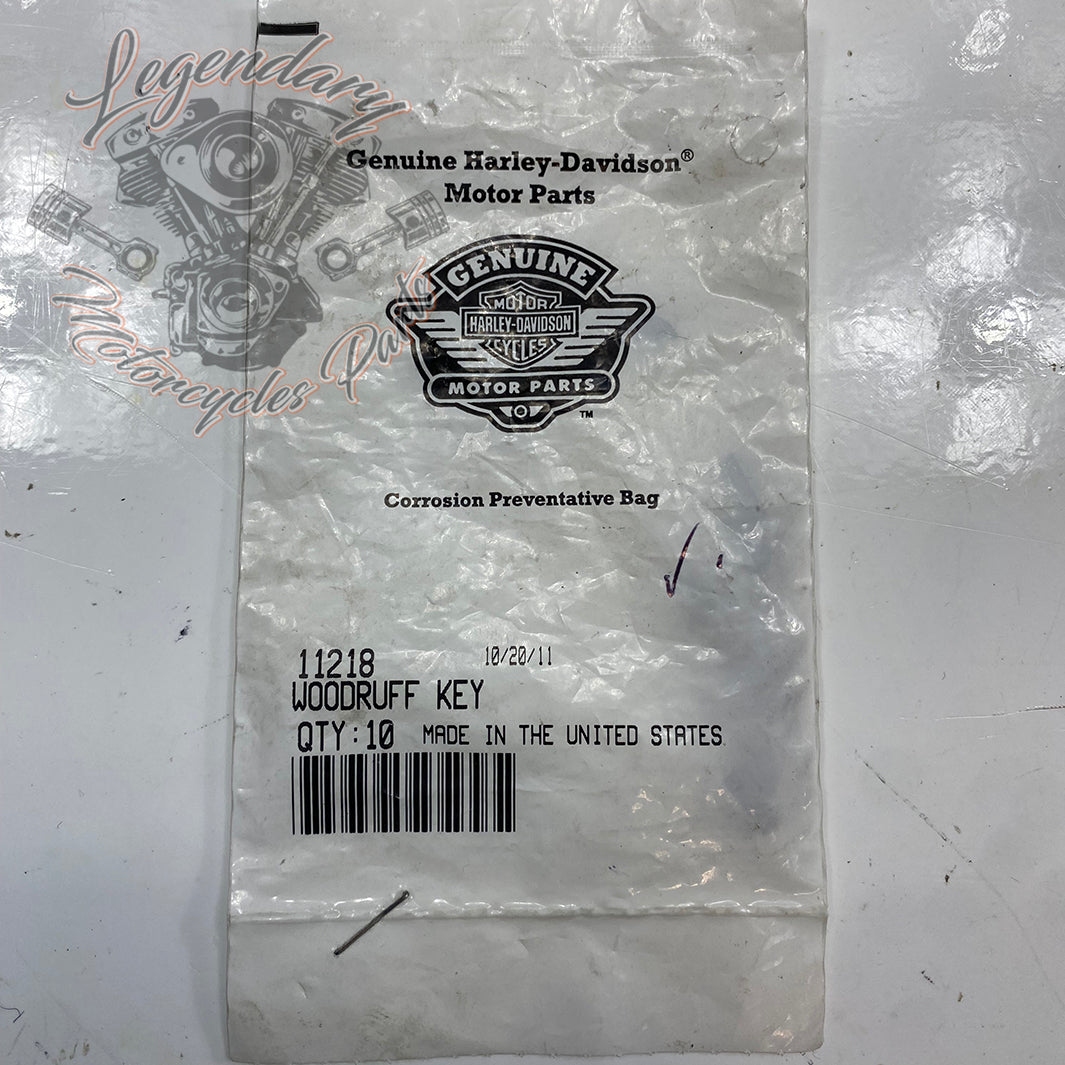 Legendary
Motorcycles Parts
Genuine Harley-Davidson®
Motor Parts
GENUINE
MOTOR
HARLEY-DAVIDSON
CYCLES
MOTOR PARTS
™
Corrosion Preventative Bag
11218 10/20/11
WOODRUFF KEY
QTY:10 MADE IN THE UNITED STATES